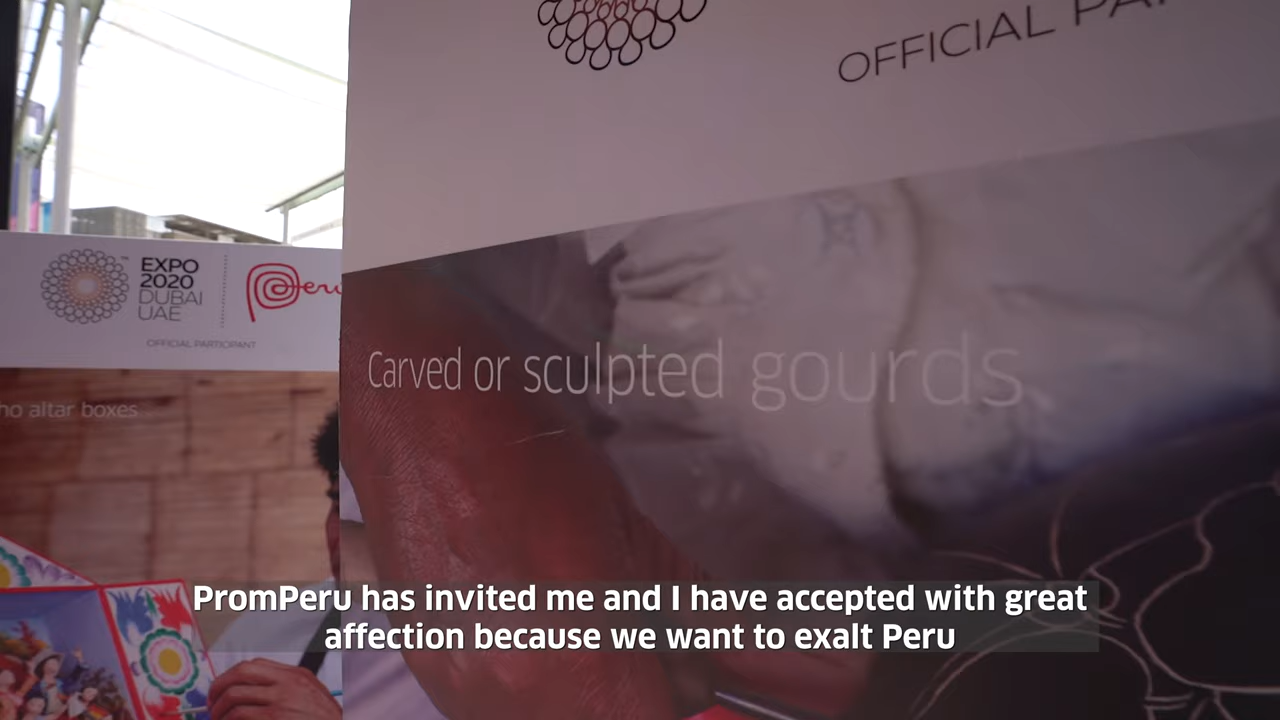 OFFICIAL PA
EXPO
2020
DUBAI
UAE
Peru
OFFICIAL PARTICIPANT
ho altar boxes
Carved or sculpted gourds
PromPeru has invited me and I have accepted with great
affection because we want to exalt Peru